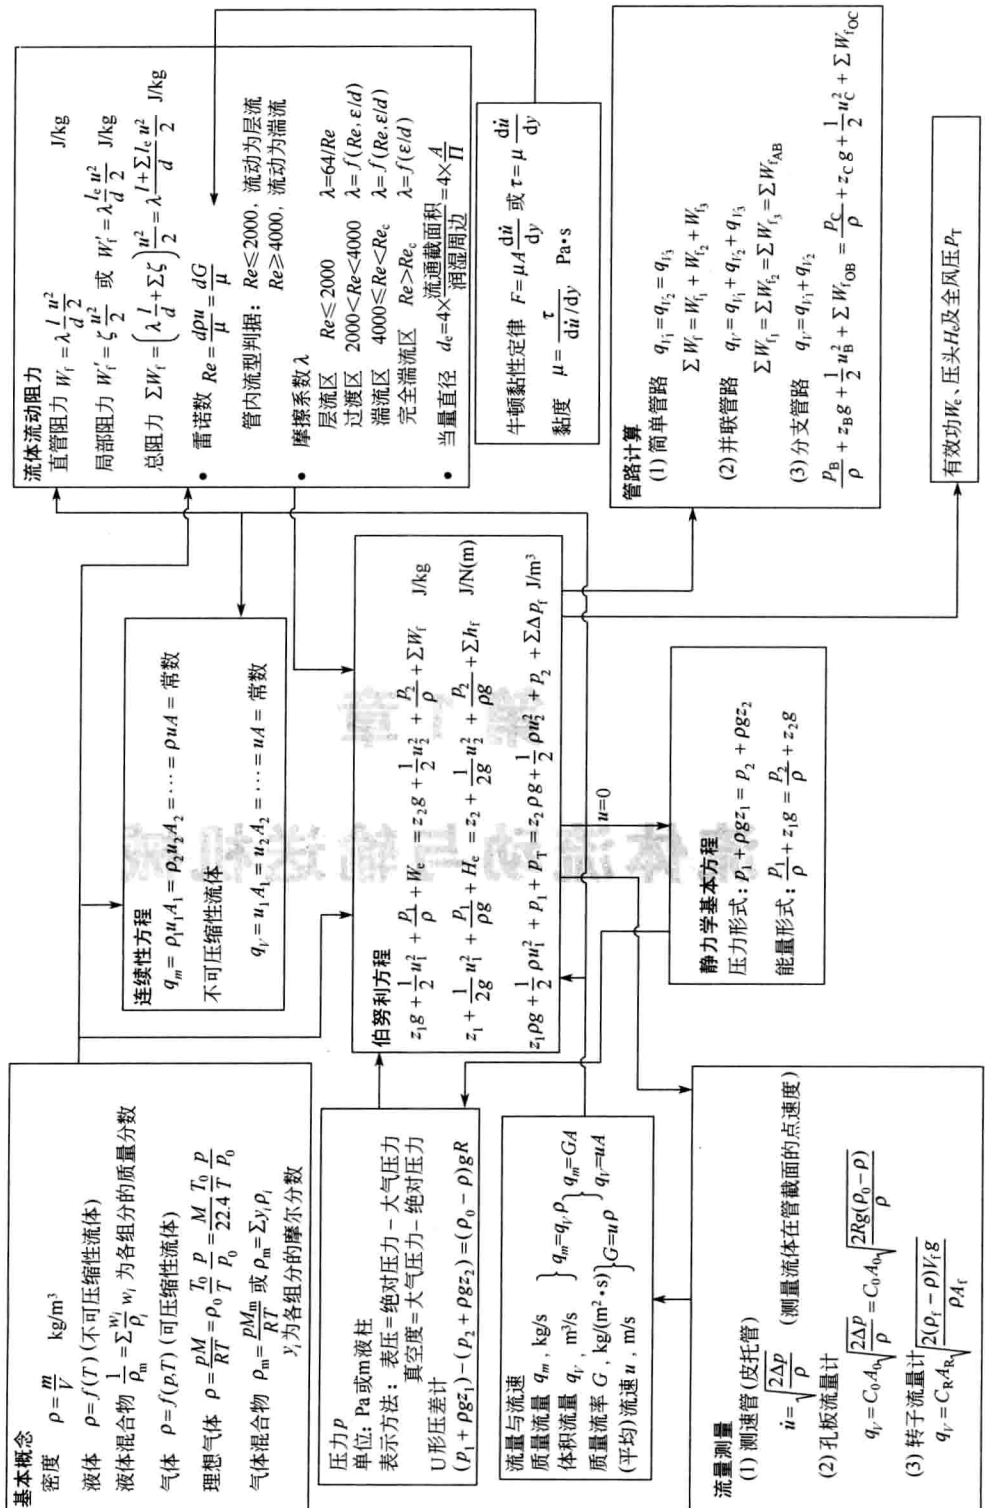 基本概念
密度 ρ=m/V kg/m³
液体 ρ=f(T)(不可压缩性流体)
液体混合物 1/ρm=Σwi/ρi wi为各组分的质量分数
气体 ρ=f(p,T)(可压缩性流体)
理想气体 ρ=pM/RT=ρ0 T0/T p/p0=M/22.4 T0/T p/p0
气体混合物 ρm=pMm/RT 或ρm=Σyiρi
yi为各组分的摩尔分数
压力p
单位:Pa或m液柱
表示方法:表压=绝对压力-大气压力
真空度=大气压力-绝对压力
U形压差计
(p1+ρgz1)-(p2+ρgz2)=(ρ0-ρ)gR
流量与流速
质量流量 qm, kg/s
体积流量 qV, m³/s
qm=qVρ
质量流率 G, kg/(m²•s)
(平均)流速u, m/s
G=uρ
qm=GA
qV=uA
流量测量
(1)测速管(皮托管)
u̇=√(2Δp/ρ) (测量流体在管截面的点速度)
(2)孔板流量计
qV=C0A0√(2Δp/ρ)=C0A0√(2Rg(ρ0-ρ)/ρ)
(3)转子流量计
qV=CRAR√(2(ρf-ρ)Vfg/ρAf)
连续性方程
qm=ρ1u1A1=ρ2u2A2=⋯=ρuA=常数
不可压缩性流体
qV=u1A1=u2A2=⋯=uA=常数
伯努利方程
z1g+1/2u1²+p1/ρ+We=z2g+1/2u2²+p2/ρ+ΣWf J/kg
z1+1/2g u1²+p1/ρg+He=z2+1/2g u2²+p2/ρg+Σhf J/N(m)
z1ρg+1/2ρu1²+p1+pT=z2ρg+1/2ρu2²+p2+ΣΔpf J/m³
u=0
静力学基本方程
压力形式:p1+ρgz1=p2+ρgz2
能量形式:p1/ρ+z1g=p2/ρ+z2g
流体流动阻力
直管阻力 Wf=λ l/d u²/2 J/kg
局部阻力 W′f=ζ u²/2 或 W′f=λ le/d u²/2 J/kg
总阻力 ΣWf=(λ l/d+Σζ)u²/2=λ (l+Σle)/d u²/2 J/kg
• 雷诺数 Re=dρu/μ=dG/μ
管内流型判据: Re≤2000, 流动为层流
Re≥4000, 流动为湍流
• 摩擦系数λ
层流区 Re≤2000 λ=64/Re
过渡区 2000<Re<4000 λ=f(Re,ε/d)
湍流区 4000≤Re<Rec λ=f(Re,ε/d)
完全湍流区 Re>Rec λ=f(ε/d)
• 当量直径 de=4×流通截面积/润湿周边=4×A/Π
牛顿黏性定律 F=μA du̇/dy 或τ=μ du̇/dy
黏度 μ=τ/(du̇/dy) Pa•s
管路计算
(1)简单管路 qV1=qV2=qV3
ΣWf=Wf1+Wf2+Wf3
(2)并联管路 qV=qV1+qV2+qV3
ΣWf1=ΣWf2=ΣWf3=ΣWfAB
(3)分支管路 qV=qV1+qV2
pB/ρ+zBg+1/2uB²+ΣWfOB=pC/ρ+zCg+1/2uC²+ΣWfOC
有效功We、压头He及全风压pT